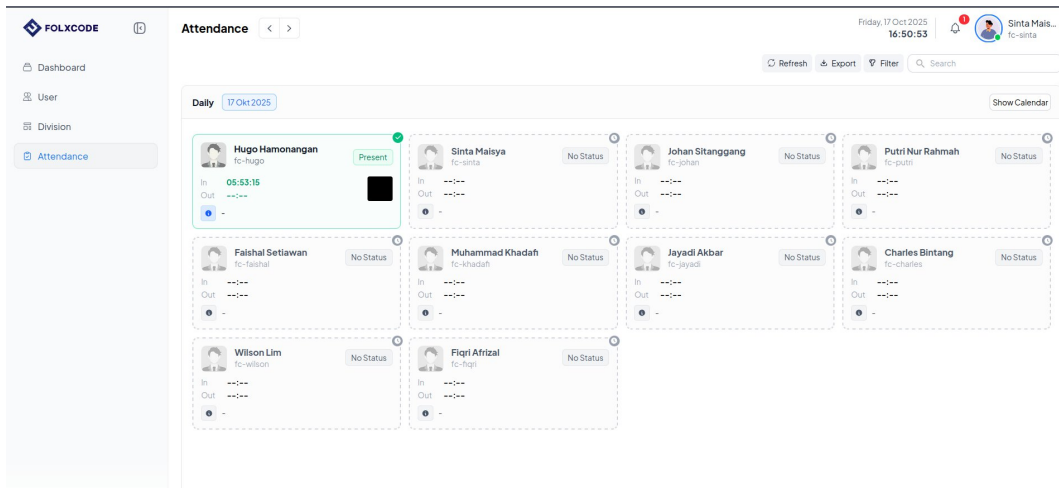 FOLXCODE
Attendance
Friday, 17 Oct 2025
16:50:53
1
Sinta Mais...
fc-sinta
Dashboard
User
Division
Attendance
Refresh
Export
Filter
Search
Daily
17 Okt 2025
Show Calendar
Hugo Hamonangan
fc-hugo
Present
In 05:53:15
Out --:--
-
Sinta Maisya
fc-sinta
No Status
In --:--
Out --:--
-
Johan Sitanggang
fc-johan
No Status
In --:--
Out --:--
-
Putri Nur Rahmah
fc-putri
No Status
In --:--
Out --:--
-
Faishal Setiawan
fc-faishal
No Status
In --:--
Out --:--
-
Muhammad Khadafi
fc-khadafi
No Status
In --:--
Out --:--
-
Jayadi Akbar
fc-jayadi
No Status
In --:--
Out --:--
-
Charles Bintang
fc-charles
No Status
In --:--
Out --:--
-
Wilson Lim
fc-wilson
No Status
In --:--
Out --:--
-
Fiqri Afrizal
fc-fiqri
No Status
In --:--
Out --:--
-